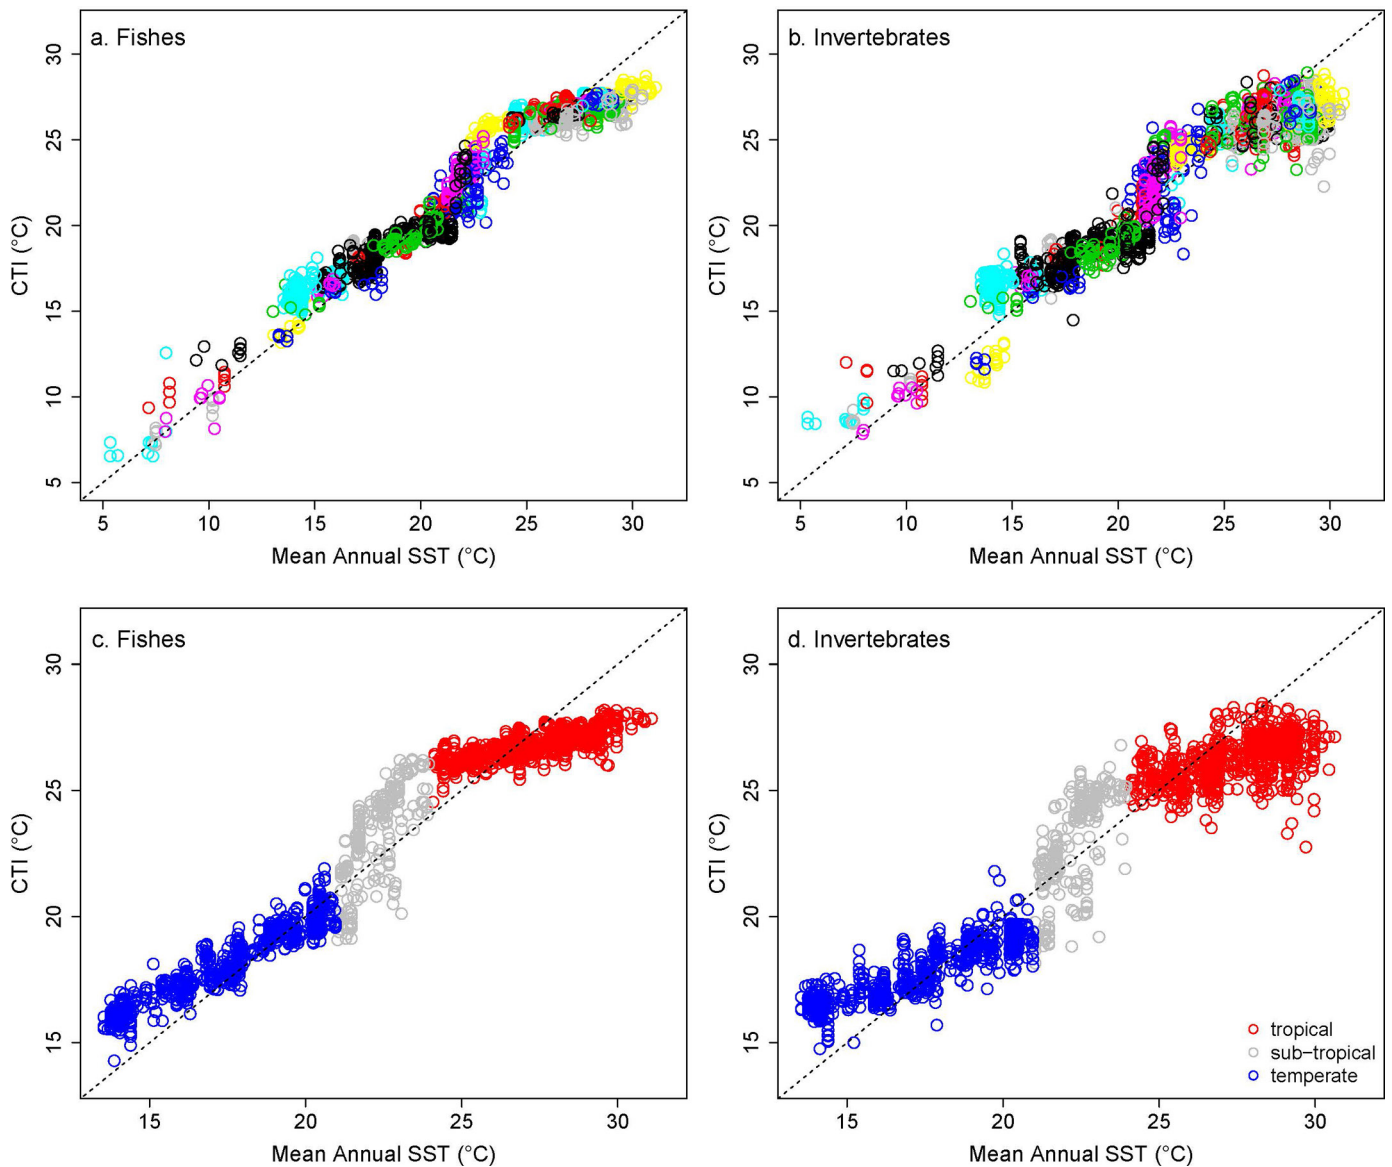 a. Fishes
CTI (°C)
30
25
20
15
10
5
5 10 15 20 25 30
Mean Annual SST (°C)
b. Invertebrates
CTI (°C)
30
25
20
15
10
5
5 10 15 20 25 30
Mean Annual SST (°C)
c. Fishes
CTI (°C)
30
25
20
15
15 20 25 30
Mean Annual SST (°C)
d. Invertebrates
CTI (°C)
30
25
20
15
tropical
sub−tropical
temperate
15 20 25 30
Mean Annual SST (°C)